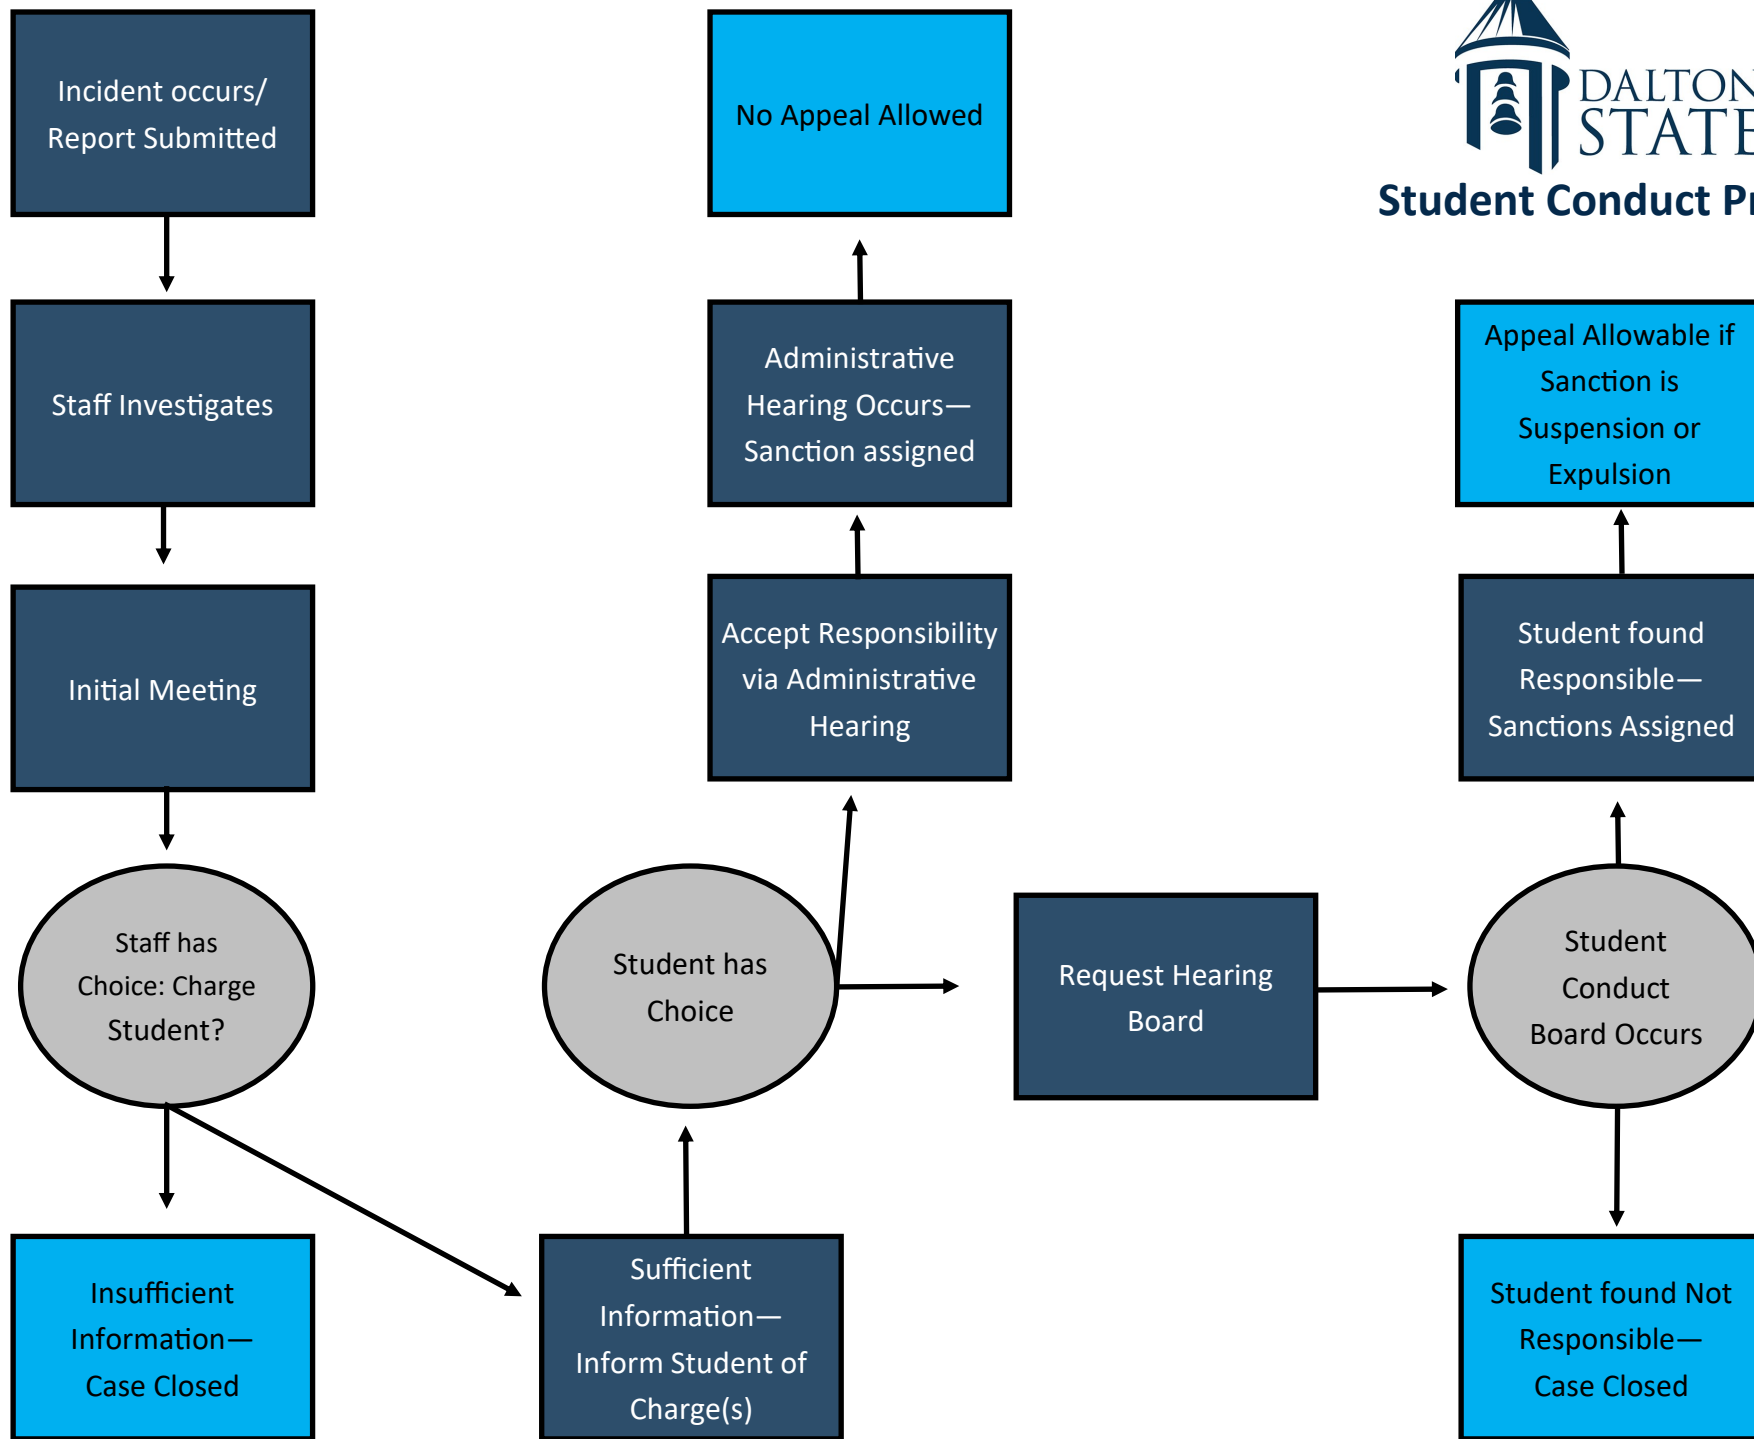 Incident occurs/
Report Submitted
No Appeal Allowed
DALTON
STATE
Student Conduct Pr
Staff Investigates
Administrative
Hearing Occurs—
Sanction assigned
Appeal Allowable if
Sanction is
Suspension or
Expulsion
Initial Meeting
Accept Responsibility
via Administrative
Hearing
Student found
Responsible—
Sanctions Assigned
Staff has
Choice: Charge
Student?
Student has
Choice
Request Hearing
Board
Student
Conduct
Board Occurs
Insufficient
Information—
Case Closed
Sufficient
Information—
Inform Student of
Charge(s)
Student found Not
Responsible—
Case Closed